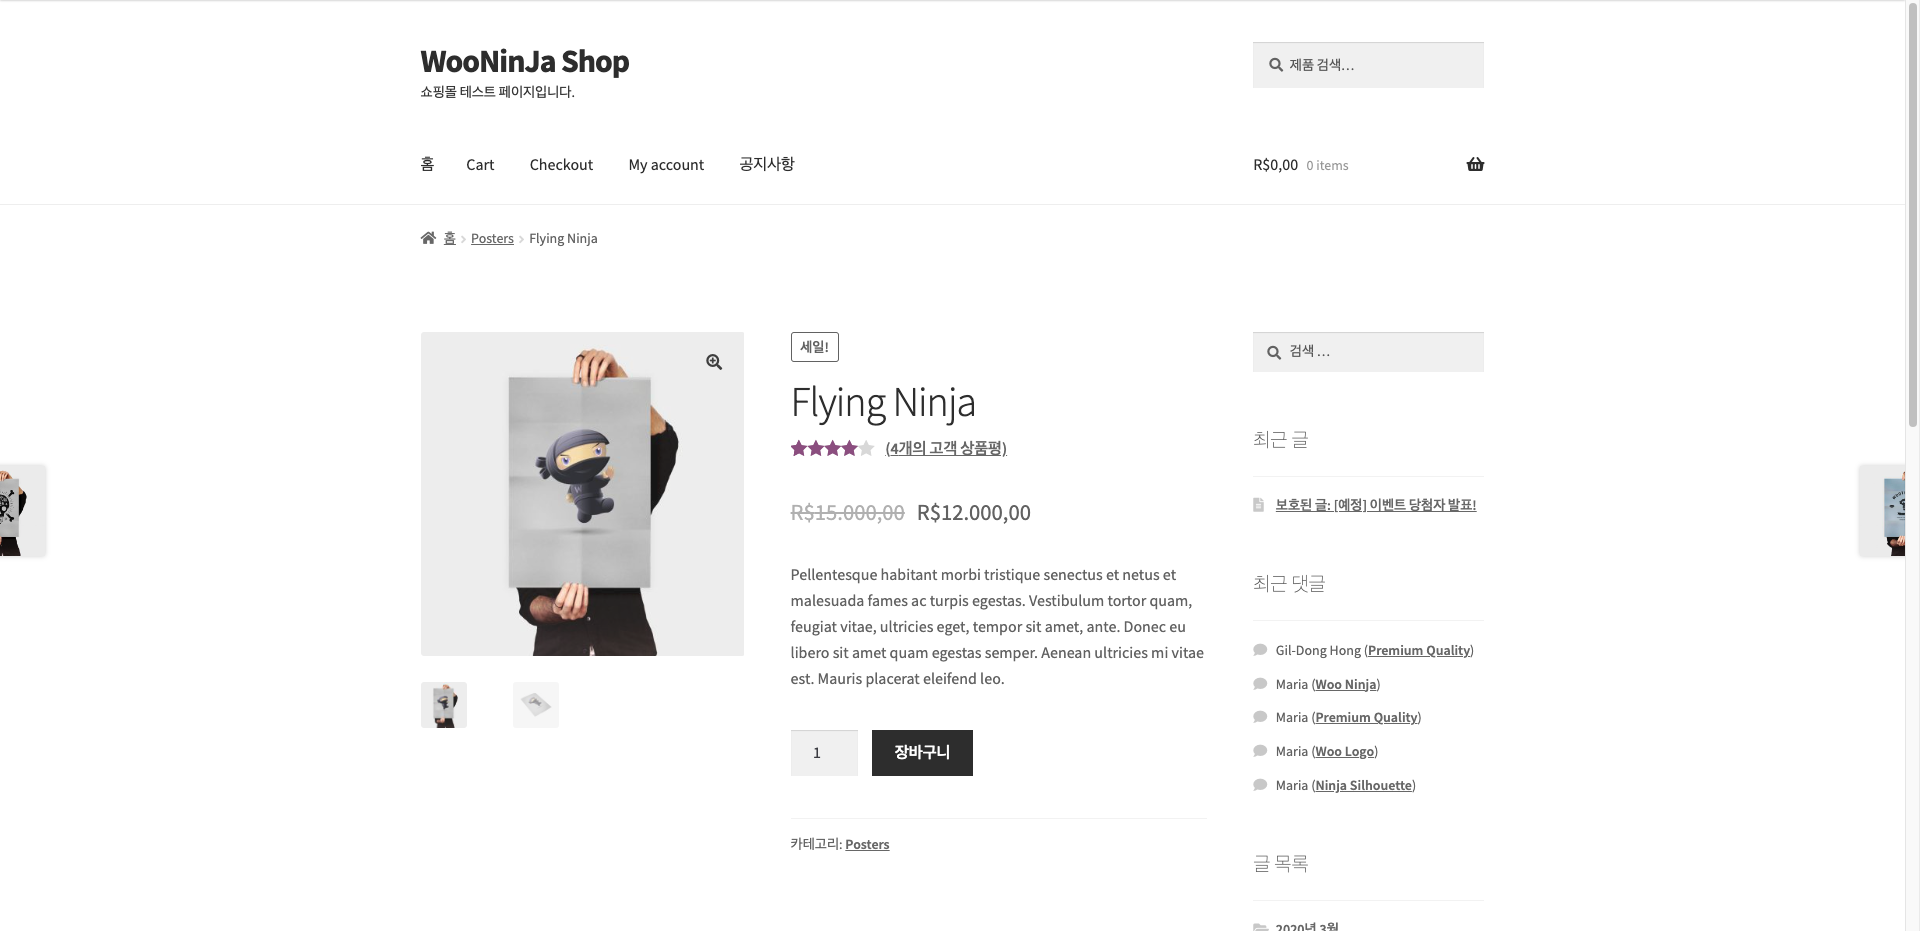 WooNinJa Shop
쇼핑몰 테스트 페이지입니다.
제품 검색...
홈 Cart Checkout My account 공지사항
R$0,00 0 items
홈 Posters Flying Ninja
세일!
Flying Ninja
(4개의 고객 상품평)
R$15.000,00 R$12.000,00
Pellentesque habitant morbi tristique senectus et netus et
malesuada fames ac turpis egestas. Vestibulum tortor quam,
feugiat vitae, ultricies eget, tempor sit amet, ante. Donec eu
libero sit amet quam egestas semper. Aenean ultricies mi vitae
est. Mauris placerat eleifend leo.
1 장바구니
카테고리: Posters
검색 ...
최근 글
보호된 글: [예정] 이벤트 당첨자 발표!
최근 댓글
Gil-Dong Hong (Premium Quality)
Maria (Woo Ninja)
Maria (Premium Quality)
Maria (Woo Logo)
Maria (Ninja Silhouette)
글 목록
2020년 3월